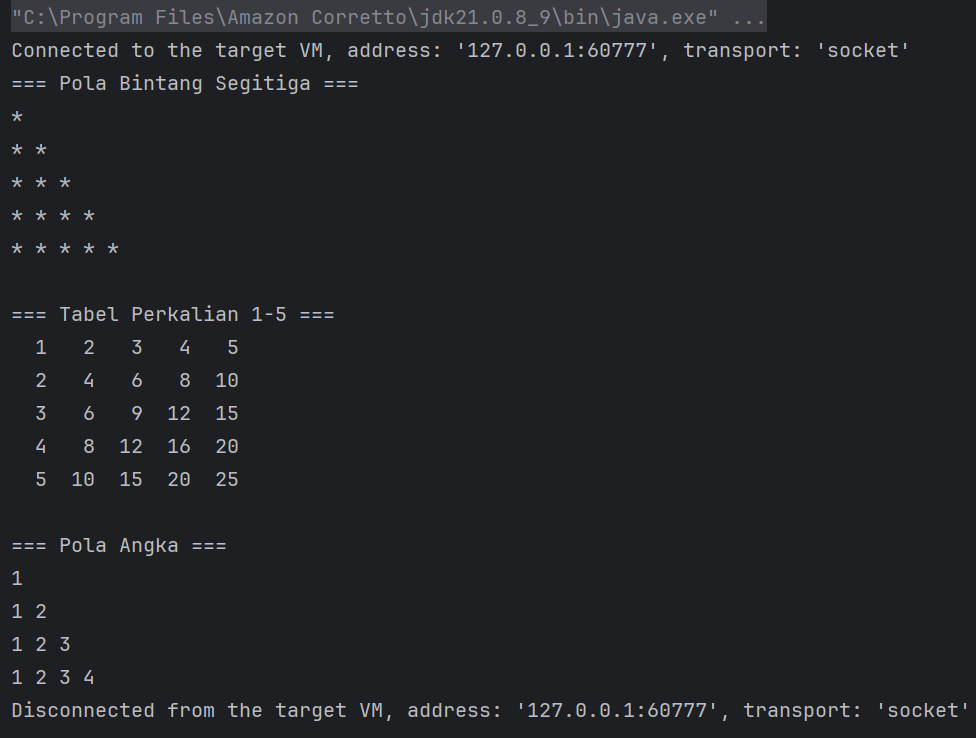 "C:\Program Files\Amazon Corretto\jdk21.0.8_9\bin\java.exe" ...
Connected to the target VM, address: '127.0.0.1:60777', transport: 'socket'
=== Pola Bintang Segitiga ===
*
* *
* * *
* * * *
* * * * *

=== Tabel Perkalian 1-5 ===
  1   2   3   4   5
  2   4   6   8  10
  3   6   9  12  15
  4   8  12  16  20
  5  10  15  20  25

=== Pola Angka ===
1
1 2
1 2 3
1 2 3 4
Disconnected from the target VM, address: '127.0.0.1:60777', transport: 'socket'